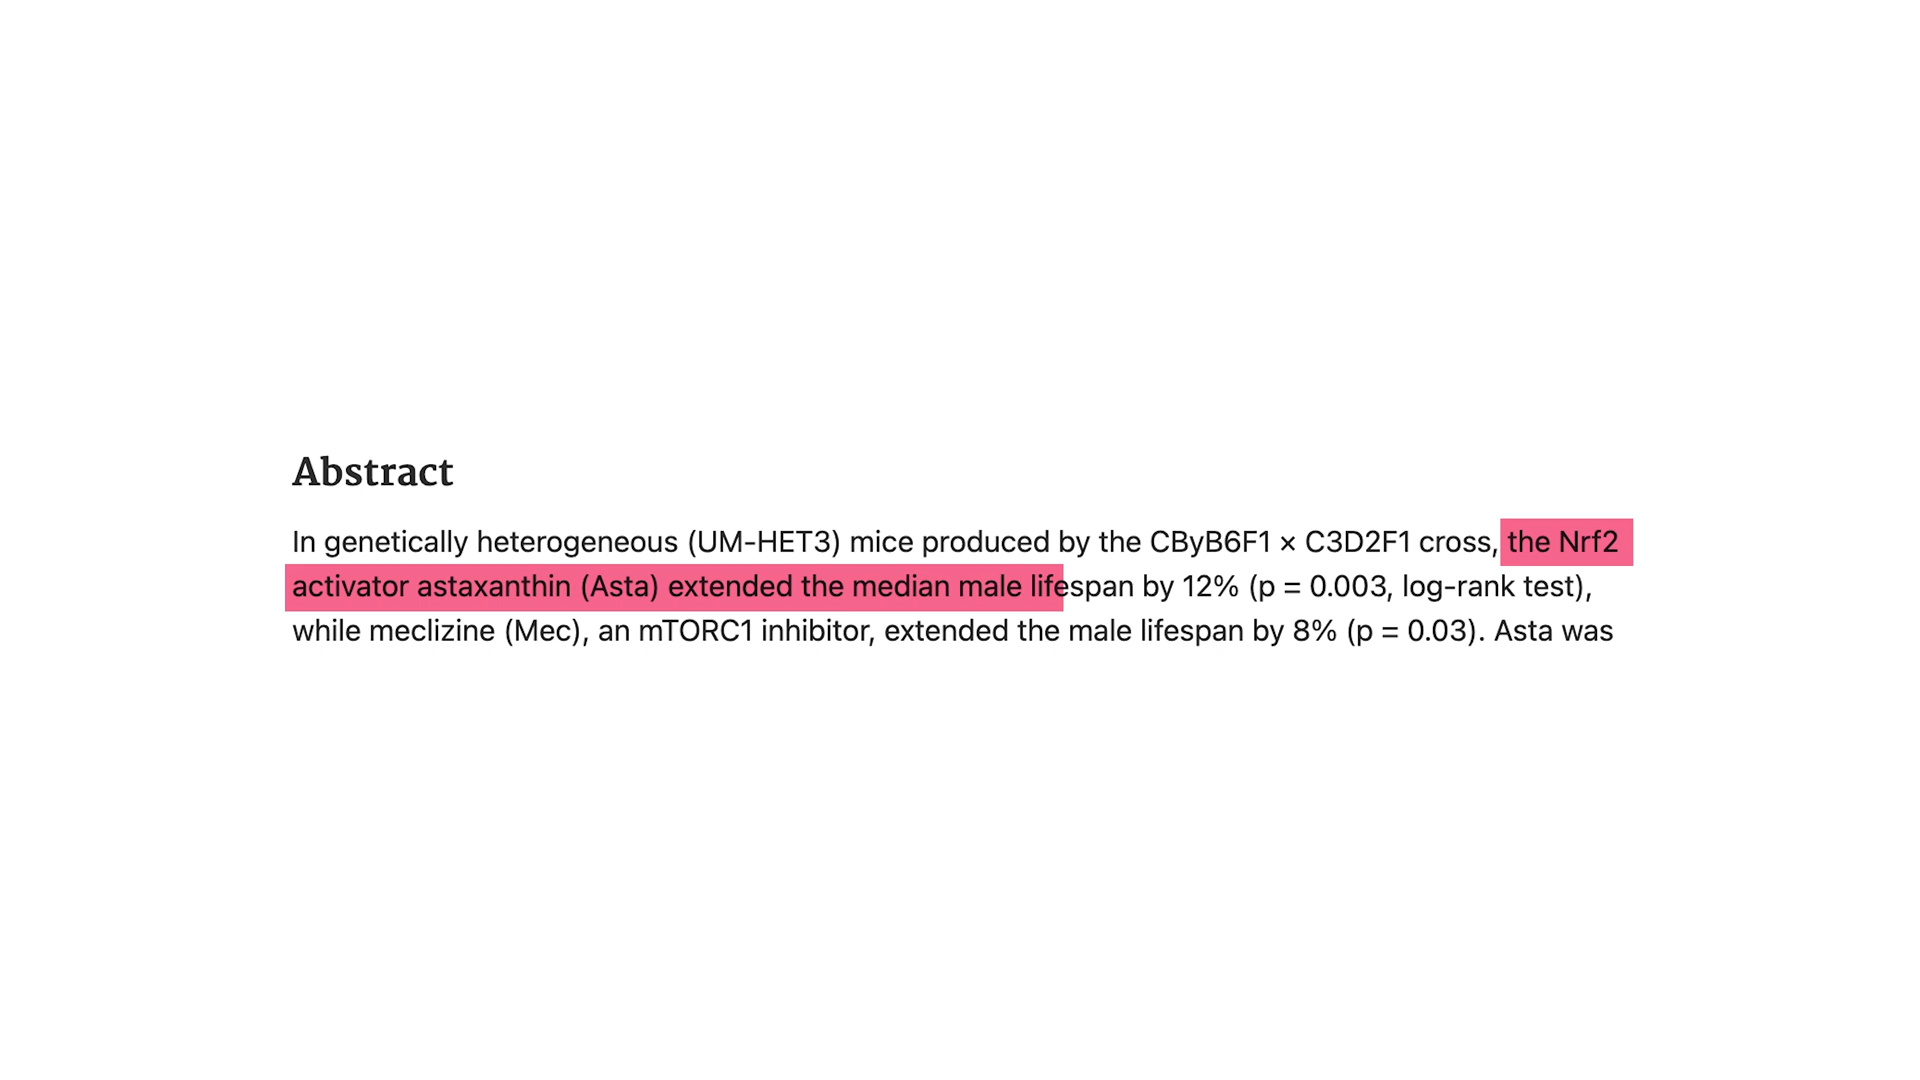 Abstract
In genetically heterogeneous (UM-HET3) mice produced by the CByB6F1 × C3D2F1 cross, the Nrf2
activator astaxanthin (Asta) extended the median male lifespan by 12% (p = 0.003, log-rank test),
while meclizine (Mec), an mTORC1 inhibitor, extended the male lifespan by 8% (p = 0.03). Asta was